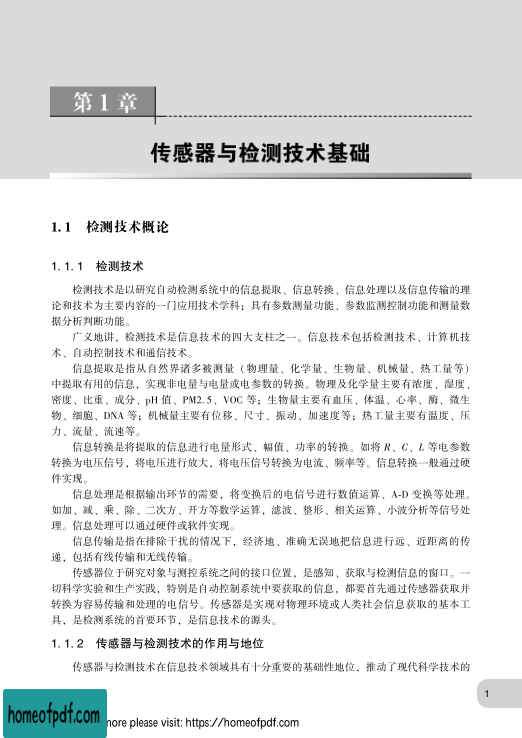 第1章
传感器与检测技术基础
1.1 检测技术概论
1.1.1 检测技术
检测技术是以研究自动检测系统中的信息提取、信息转换、信息处理以及信息传输的理
论和技术为主要内容的一门应用技术学科；具有参数测量功能、参数监测控制功能和测量数
据分析判断功能。
广义地讲，检测技术是信息技术的四大支柱之一。信息技术包括检测技术、计算机技
术、自动控制技术和通信技术。
信息提取是指从自然界诸多被测量（物理量、化学量、生物量、机械量、热工量等）
中提取有用的信息，实现非电量与电量或电参数的转换。物理及化学量主要有浓度、湿度、
密度、比重、成分、pH 值、PM2.5、VOC 等；生物量主要有血压、体温、心率、酶、微生
物、细胞、DNA 等；机械量主要有位移、尺寸、振动、加速度等；热工量主要有温度、压
力、流量、流速等。
信息转换是将提取的信息进行电量形式、幅值、功率的转换。如将 R、C、L 等电参数
转换为电压信号，将电压进行放大，将电压信号转换为电流、频率等。信息转换一般通过硬
件实现。
信息处理是根据输出环节的需要，将变换后的电信号进行数值运算、A-D 变换等处理。
如加、减、乘、除、二次方、开方等数学运算，滤波、整形、相关运算、小波分析等信号处
理。信息处理可以通过硬件或软件实现。
信息传输是指在排除干扰的情况下，经济地、准确无误地把信息进行远、近距离的传
递，包括有线传输和无线传输。
传感器位于研究对象与测控系统之间的接口位置，是感知、获取与检测信息的窗口。一
切科学实验和生产实践，特别是自动控制系统中要获取的信息，都要首先通过传感器获取并
转换为容易传输和处理的电信号。传感器是实现对物理环境或人类社会信息获取的基本工
具，是检测系统的首要环节，是信息技术的源头。
1.1.2 传感器与检测技术的作用与地位
传感器与检测技术在信息技术领域具有十分重要的基础性地位，推动了现代科学技术的
1
homeofpdf.com
more please visit: https://homeofpdf.com